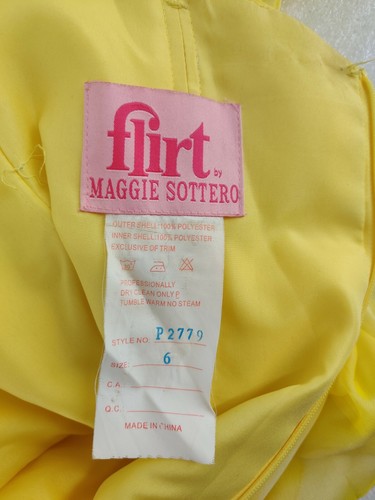 flirt
by
MAGGIE SOTTERO
OUTER SHELL:100% POLYESTER
INNER SHELL:100% POLYESTER
EXCLUSIVE OF TRIM
PROFESSIONALLY
DRY CLEAN ONLY
TUMBLE WARM NO STEAM
STYLE NO: P2779
SIZE: 6
C.A
Q.C.
MADE IN CHINA